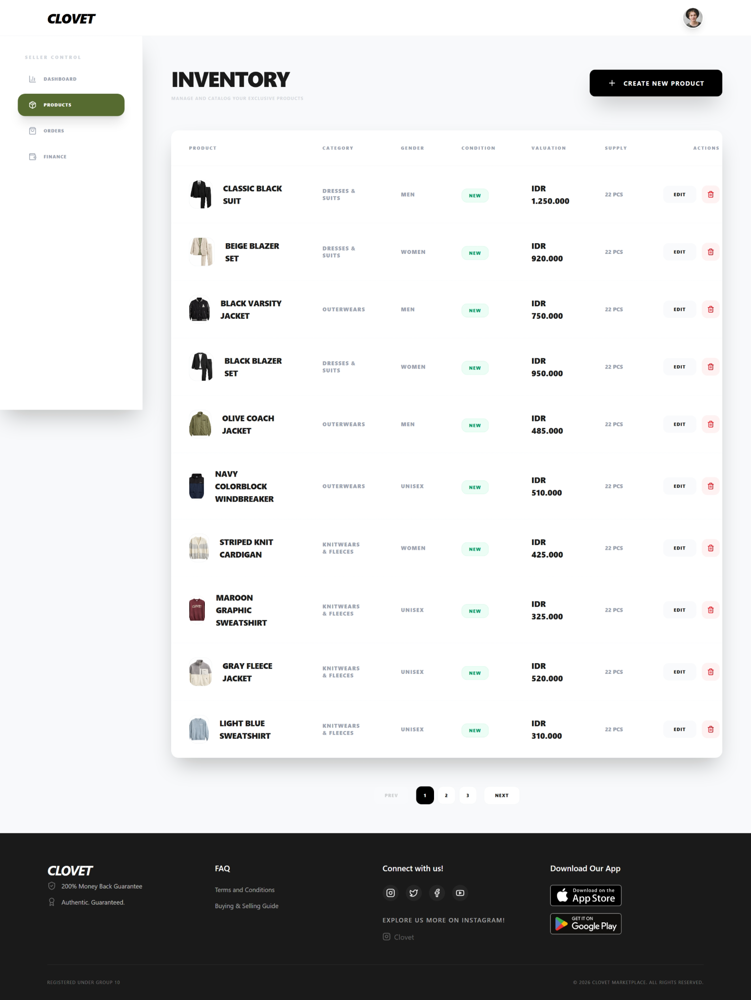 CLOVET
SELLER CONTROL
DASHBOARD
PRODUCTS
ORDERS
FINANCE
INVENTORY
MANAGE AND CATALOG YOUR EXCLUSIVE PRODUCTS
CREATE NEW PRODUCT
PRODUCT CATEGORY GENDER CONDITION VALUATION SUPPLY ACTIONS
CLASSIC BLACK
SUIT
DRESSES &
SUITS
MEN
NEW
IDR
1.250.000
22 PCS
EDIT
BEIGE BLAZER
SET
DRESSES &
SUITS
WOMEN
NEW
IDR
920.000
22 PCS
EDIT
A
BLACK VARSITY
JACKET
OUTERWEARS
MEN
NEW
IDR
750.000
22 PCS
EDIT
BLACK BLAZER
SET
DRESSES &
SUITS
WOMEN
NEW
IDR
950.000
22 PCS
EDIT
OLIVE COACH
JACKET
OUTERWEARS
MEN
NEW
IDR
485.000
22 PCS
EDIT
NAVY
COLORBLOCK
WINDBREAKER
OUTERWEARS
UNISEX
NEW
IDR
510.000
22 PCS
EDIT
STRIPED KNIT
CARDIGAN
KNITWEARS
& FLEECES
WOMEN
NEW
IDR
425.000
22 PCS
EDIT
CLOVET
MAROON
GRAPHIC
SWEATSHIRT
KNITWEARS
& FLEECES
UNISEX
NEW
IDR
325.000
22 PCS
EDIT
GRAY FLEECE
JACKET
KNITWEARS
& FLEECES
UNISEX
NEW
IDR
520.000
22 PCS
EDIT
LIGHT BLUE
SWEATSHIRT
KNITWEARS
& FLEECES
UNISEX
NEW
IDR
310.000
22 PCS
EDIT
PREV 1 2 3 NEXT
CLOVET
200% Money Back Guarantee
Authentic. Guaranteed.
FAQ
Terms and Conditions
Buying & Selling Guide
Connect with us!
EXPLORE US MORE ON INSTAGRAM!
Clovet
Download Our App
Download on the
App Store
GET IT ON
Google Play
REGISTERED UNDER GROUP 10
© 2026 CLOVET MARKETPLACE. ALL RIGHTS RESERVED.